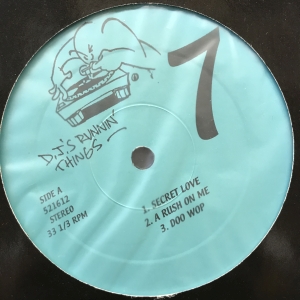 7
D.J.'S RUNNIN'
THINGS
SIDE A
521612
STEREO
33 1/3 RPM
1. SECRET LOVE
2. A RUSH ON ME
3. DOO WOP